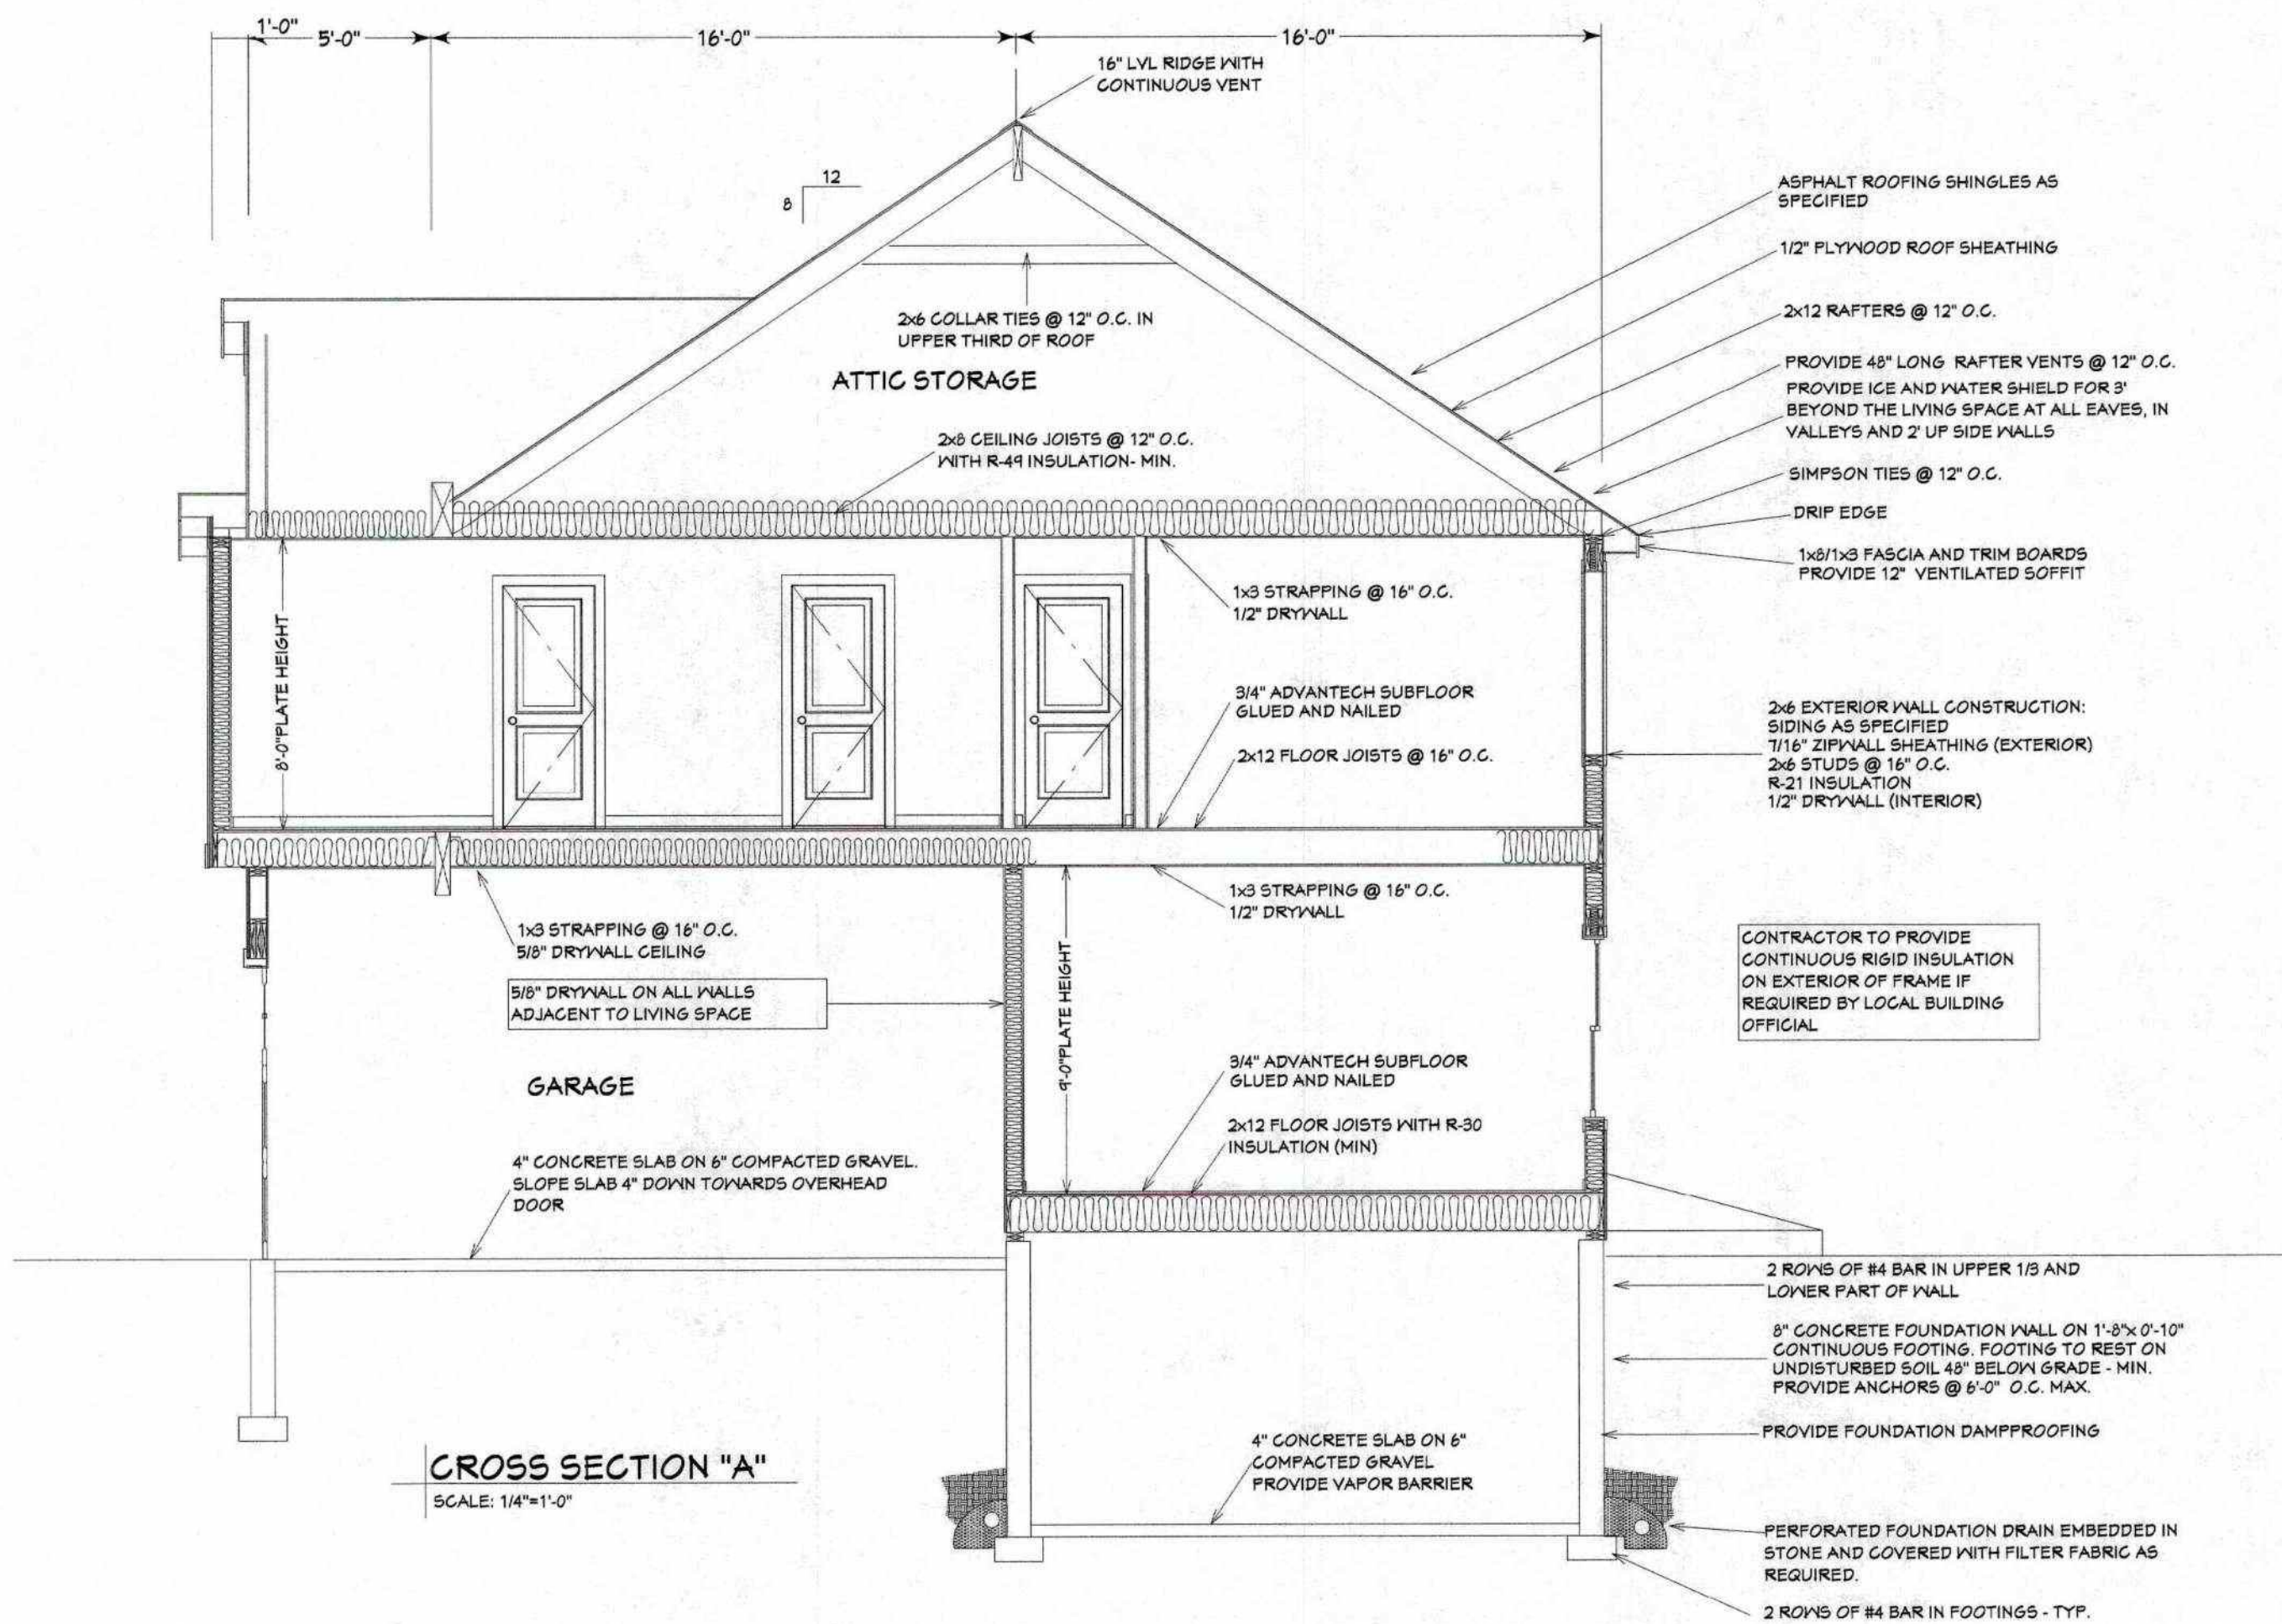 1'-0"
5'-0"
16'-0"
16'-0"
16" LVL RIDGE WITH
CONTINUOUS VENT
12
8
ASPHALT ROOFING SHINGLES AS
SPECIFIED
1/2" PLYWOOD ROOF SHEATHING
2x12 RAFTERS @ 12" O.C.
2x6 COLLAR TIES @ 12" O.C. IN
UPPER THIRD OF ROOF
ATTIC STORAGE
PROVIDE 48" LONG RAFTER VENTS @ 12" O.C.
PROVIDE ICE AND WATER SHIELD FOR 3'
BEYOND THE LIVING SPACE AT ALL EAVES, IN
VALLEYS AND 2' UP SIDE WALLS
2x8 CEILING JOISTS @ 12" O.C.
WITH R-49 INSULATION- MIN.
SIMPSON TIES @ 12" O.C.
DRIP EDGE
1x8/1x3 FASCIA AND TRIM BOARDS
PROVIDE 12" VENTILATED SOFFIT
8'-0"PLATE HEIGHT
1x3 STRAPPING @ 16" O.C.
1/2" DRYWALL
3/4" ADVANTECH SUBFLOOR
GLUED AND NAILED
2x12 FLOOR JOISTS @ 16" O.C.
2x6 EXTERIOR WALL CONSTRUCTION:
SIDING AS SPECIFIED
7/16" ZIPWALL SHEATHING (EXTERIOR)
2x6 STUDS @ 16" O.C.
R-21 INSULATION
1/2" DRYWALL (INTERIOR)
1x3 STRAPPING @ 16" O.C.
5/8" DRYWALL CEILING
1x3 STRAPPING @ 16" O.C.
1/2" DRYWALL
5/8" DRYWALL ON ALL WALLS
ADJACENT TO LIVING SPACE
9'-0"PLATE HEIGHT
CONTRACTOR TO PROVIDE
CONTINUOUS RIGID INSULATION
ON EXTERIOR OF FRAME IF
REQUIRED BY LOCAL BUILDING
OFFICIAL
GARAGE
3/4" ADVANTECH SUBFLOOR
GLUED AND NAILED
2x12 FLOOR JOISTS WITH R-30
INSULATION (MIN)
4" CONCRETE SLAB ON 6" COMPACTED GRAVEL.
SLOPE SLAB 4" DOWN TOWARDS OVERHEAD
DOOR
2 ROWS OF #4 BAR IN UPPER 1/3 AND
LOWER PART OF WALL
8" CONCRETE FOUNDATION WALL ON 1'-8"x 0'-10"
CONTINUOUS FOOTING. FOOTING TO REST ON
UNDISTURBED SOIL 48" BELOW GRADE - MIN.
PROVIDE ANCHORS @ 6'-0" O.C. MAX.
PROVIDE FOUNDATION DAMPPROOFING
4" CONCRETE SLAB ON 6"
COMPACTED GRAVEL
PROVIDE VAPOR BARRIER
CROSS SECTION "A"
SCALE: 1/4"=1'-0"
PERFORATED FOUNDATION DRAIN EMBEDDED IN
STONE AND COVERED WITH FILTER FABRIC AS
REQUIRED.
2 ROWS OF #4 BAR IN FOOTINGS - TYP.